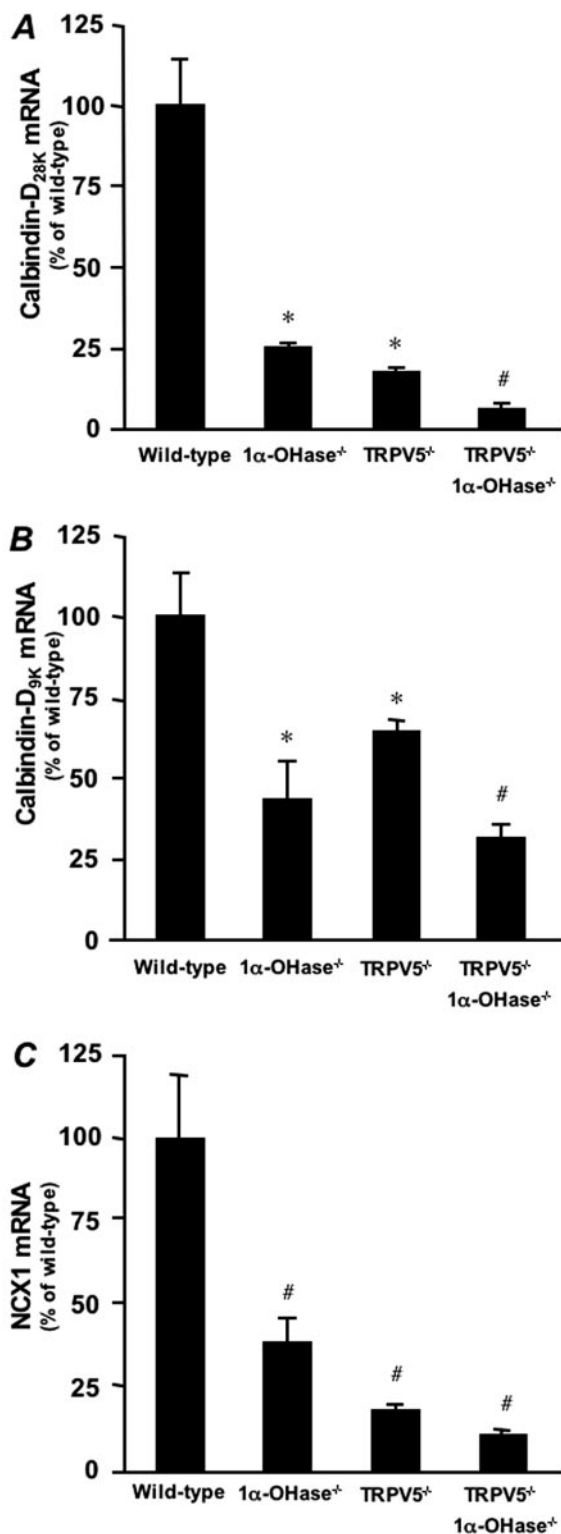 A
Calbindin-D28K mRNA
(% of wild-type)
125
100
75
50
25
0
*
*
#
Wild-type 1α-OHase-/- TRPV5-/- TRPV5-/-
1α-OHase-/-
B
Calbindin-D9K mRNA
(% of wild-type)
125
100
75
50
25
0
*
*
#
Wild-type 1α-OHase-/- TRPV5-/- TRPV5-/-
1α-OHase-/-
C
NCX1 mRNA
(% of wild-type)
125
100
75
50
25
0
#
#
#
Wild-type 1α-OHase-/- TRPV5-/- TRPV5-/-
1α-OHase-/-